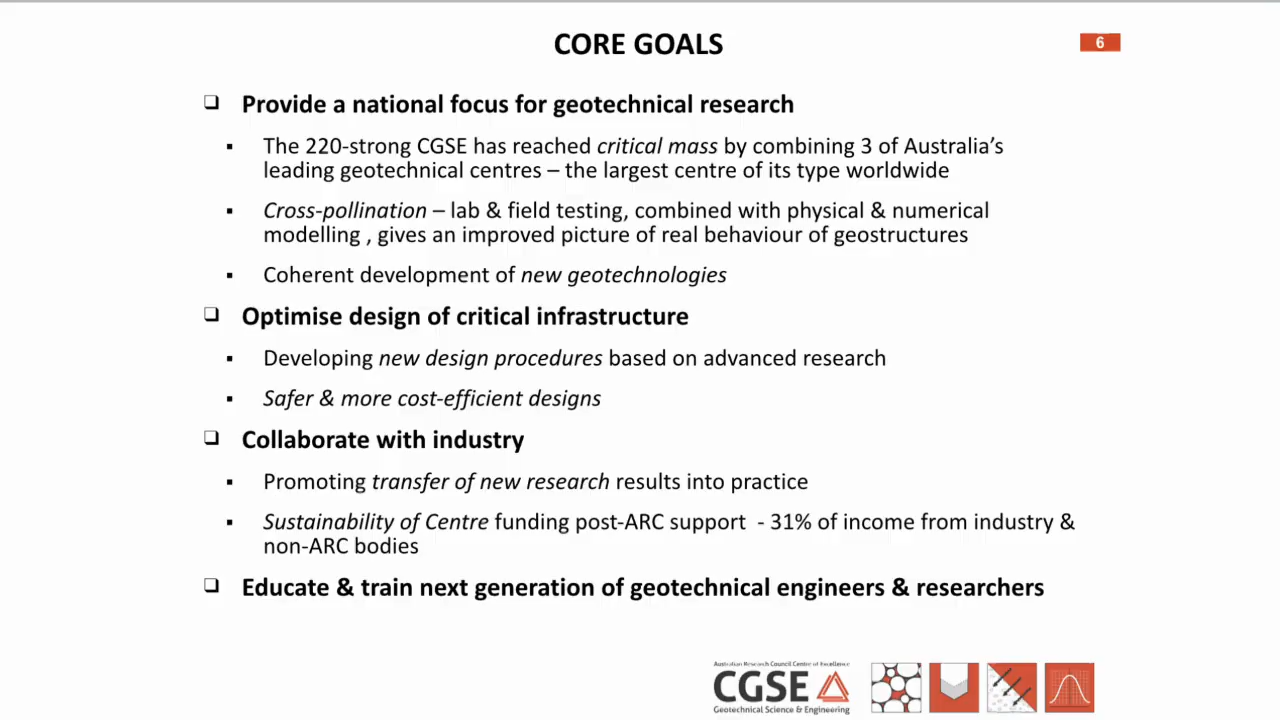 CORE GOALS
6
❑ Provide a national focus for geotechnical research
▪ The 220-strong CGSE has reached critical mass by combining 3 of Australia’s
leading geotechnical centres – the largest centre of its type worldwide
▪ Cross-pollination – lab & field testing, combined with physical & numerical
modelling , gives an improved picture of real behaviour of geostructures
▪ Coherent development of new geotechnologies
❑ Optimise design of critical infrastructure
▪ Developing new design procedures based on advanced research
▪ Safer & more cost-efficient designs
❑ Collaborate with industry
▪ Promoting transfer of new research results into practice
▪ Sustainability of Centre funding post-ARC support - 31% of income from industry &
non-ARC bodies
❑ Educate & train next generation of geotechnical engineers & researchers
Australian Research Council Centre of Excellence
CGSE
Geotechnical Science & Engineering